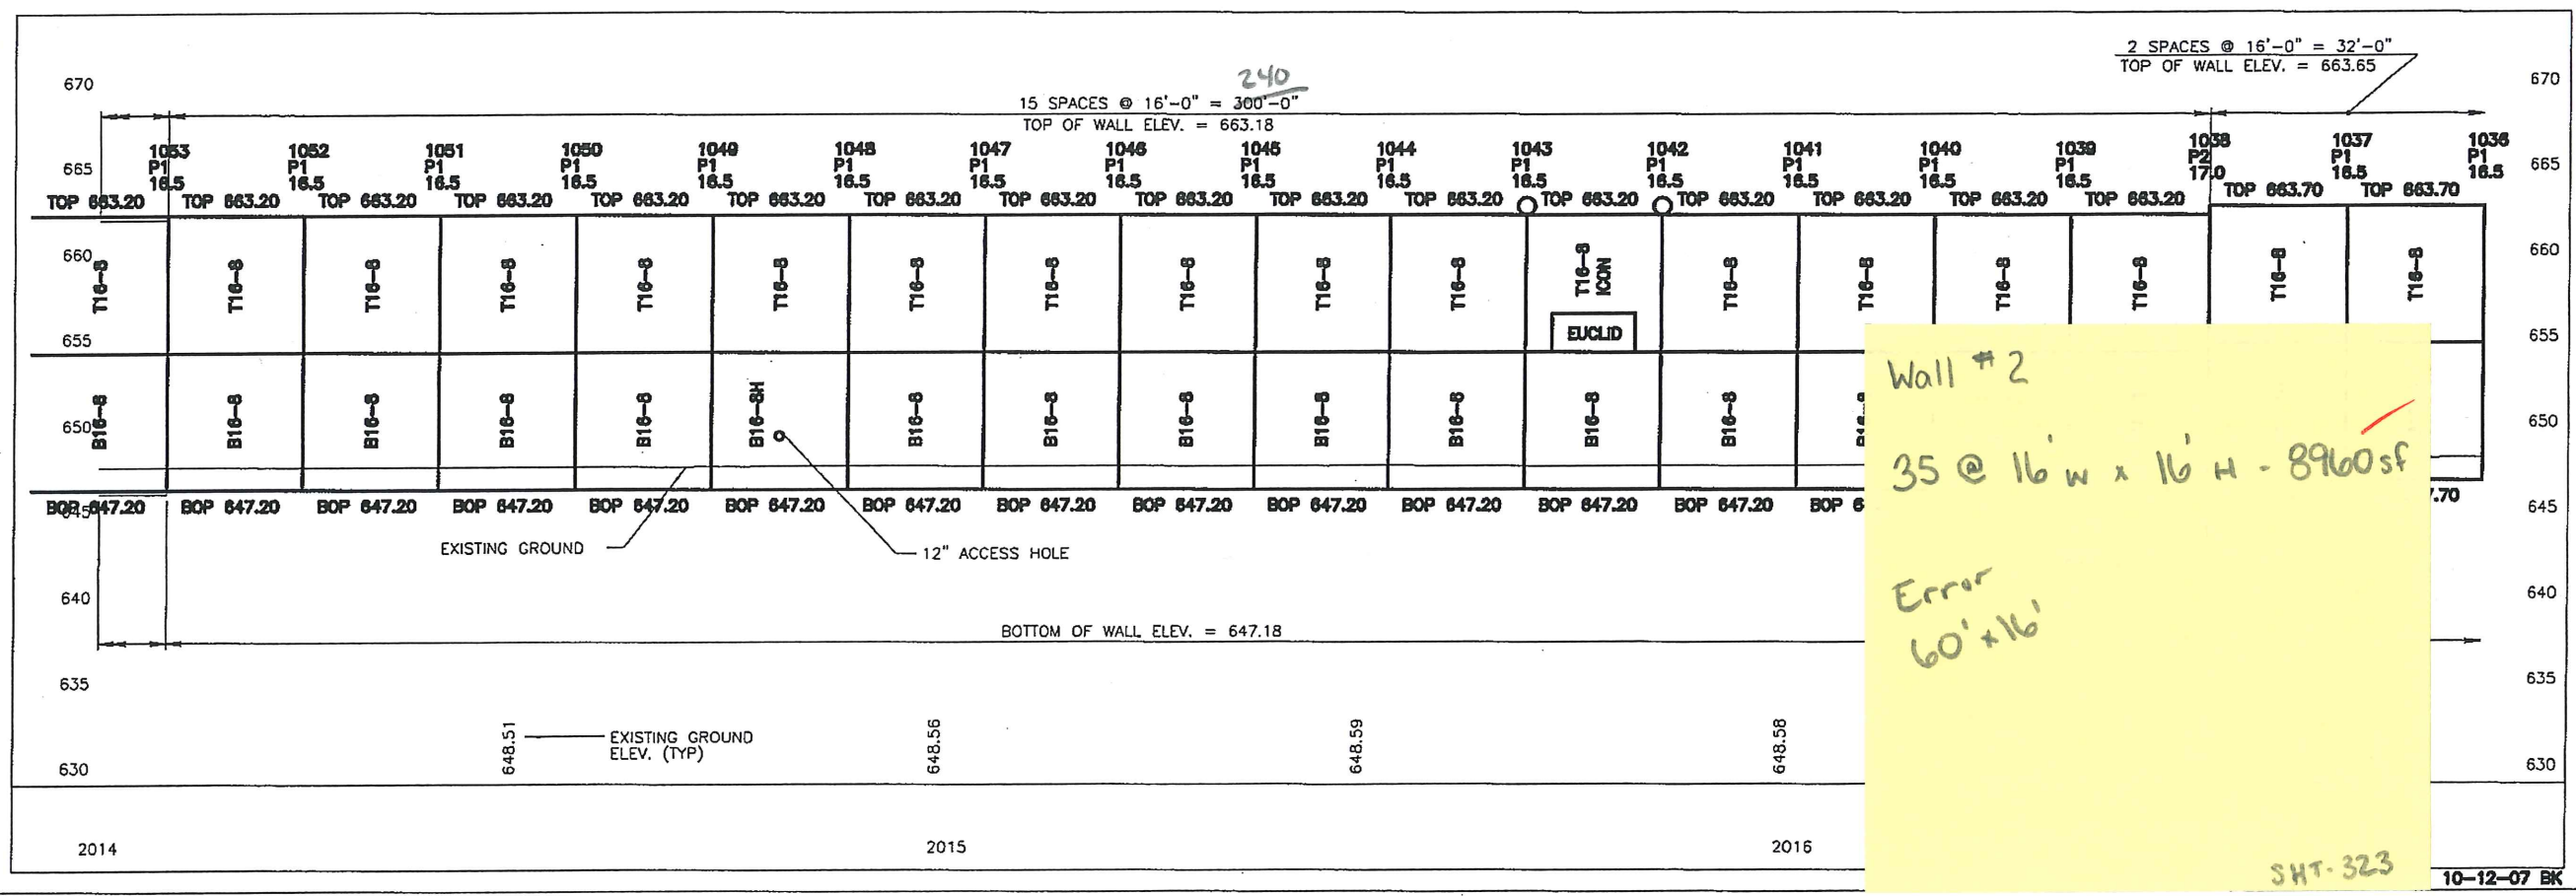 2 SPACES @ 16'-0" = 32'-0"
TOP OF WALL ELEV. = 663.65
670
240
670
15 SPACES @ 16'-0" = 300'-0"
TOP OF WALL ELEV. = 663.18
1053 1052 1051 1050 1049 1048 1047 1046 1045 1044 1043 1042 1041 1040 1039 1038 1037 1036
665 P1 P1 P1 P1 P1 P1 P1 P1 P1 P1 P1 P1 P1 P1 P1 P2 P1 P1 665
16.5 16.5 16.5 16.5 16.5 16.5 16.5 16.5 16.5 16.5 16.5 16.5 16.5 16.5 16.5 17.0 16.5 16.5
TOP 663.20 TOP 663.20 TOP 663.20 TOP 663.20 TOP 663.20 TOP 663.20 TOP 663.20 TOP 663.20 TOP 663.20 TOP 663.20 TOP 663.20 TOP 663.20 TOP 663.20 TOP 663.20 TOP 663.20 TOP 663.20 TOP 663.70 TOP 663.70
660 660
T16-8 T16-8 T16-8 T16-8 T16-8 T16-8 T16-8 T16-8 T16-8 T16-8 T16-8 T16-8 T16-8 T16-8 T16-8 T16-8 T16-8 T16-8
ICON
EUCLID
655 655
B16-8 B16-8 B16-8 B16-8 B16-8 B16-8H B16-8 B16-8 B16-8 B16-8 B16-8 B16-8 B16-8
650 650
BOP 647.20 BOP 647.20 BOP 647.20 BOP 647.20 BOP 647.20 BOP 647.20 BOP 647.20 BOP 647.20 BOP 647.20 BOP 647.20 BOP 647.20 BOP 647.20 BOP 647.20 BOP 6 7.70
645 645
EXISTING GROUND
12" ACCESS HOLE
640 640
BOTTOM OF WALL ELEV. = 647.18
635 635
648.51 648.56 648.59 648.58
EXISTING GROUND
ELEV. (TYP)
630 630
2014 2015 2016
Wall #2
35 @ 16' w x 16' H - 8960 sf
Error
60' x 16'
SHT-323
10-12-07 BK